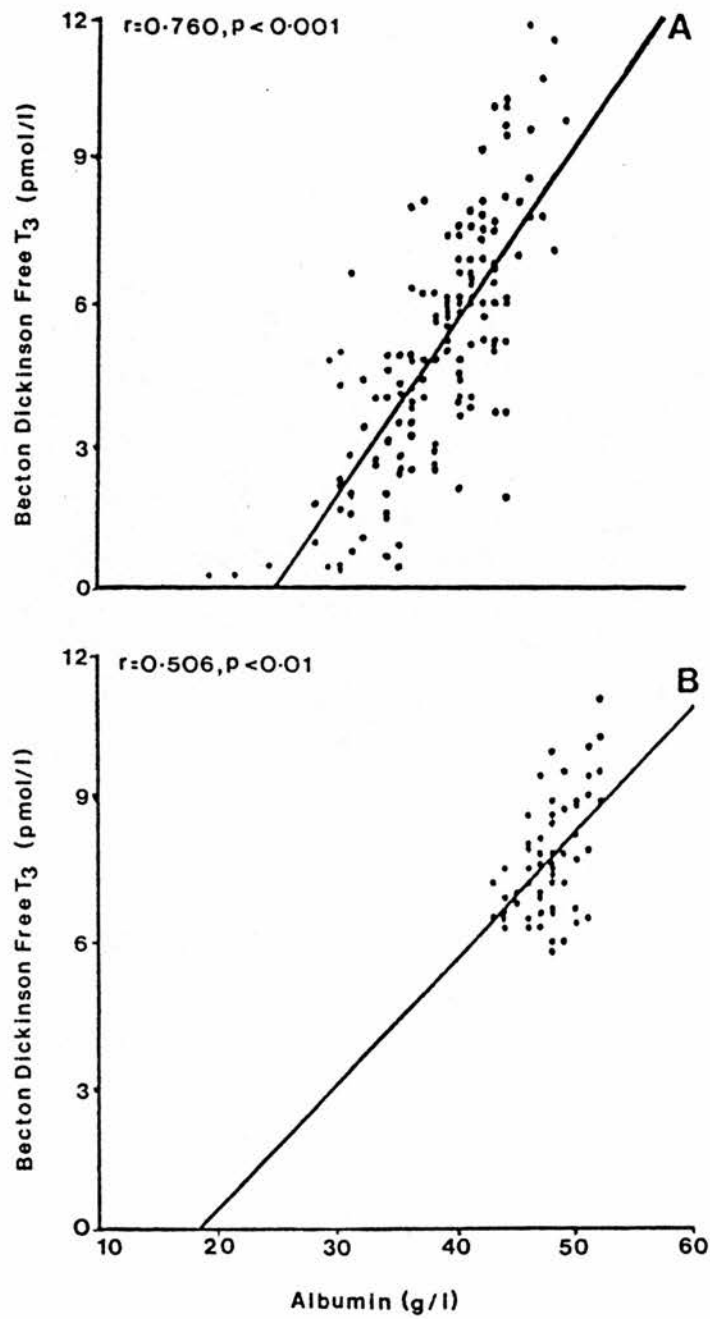 12
r=0·760, p<0·001
A
9
6
3
0
Becton Dickinson Free T3 (pmol/l)
12
r=0·506, p<0·01
B
9
6
3
0
Becton Dickinson Free T3 (pmol/l)
10 20 30 40 50 60
Albumin (g/l)